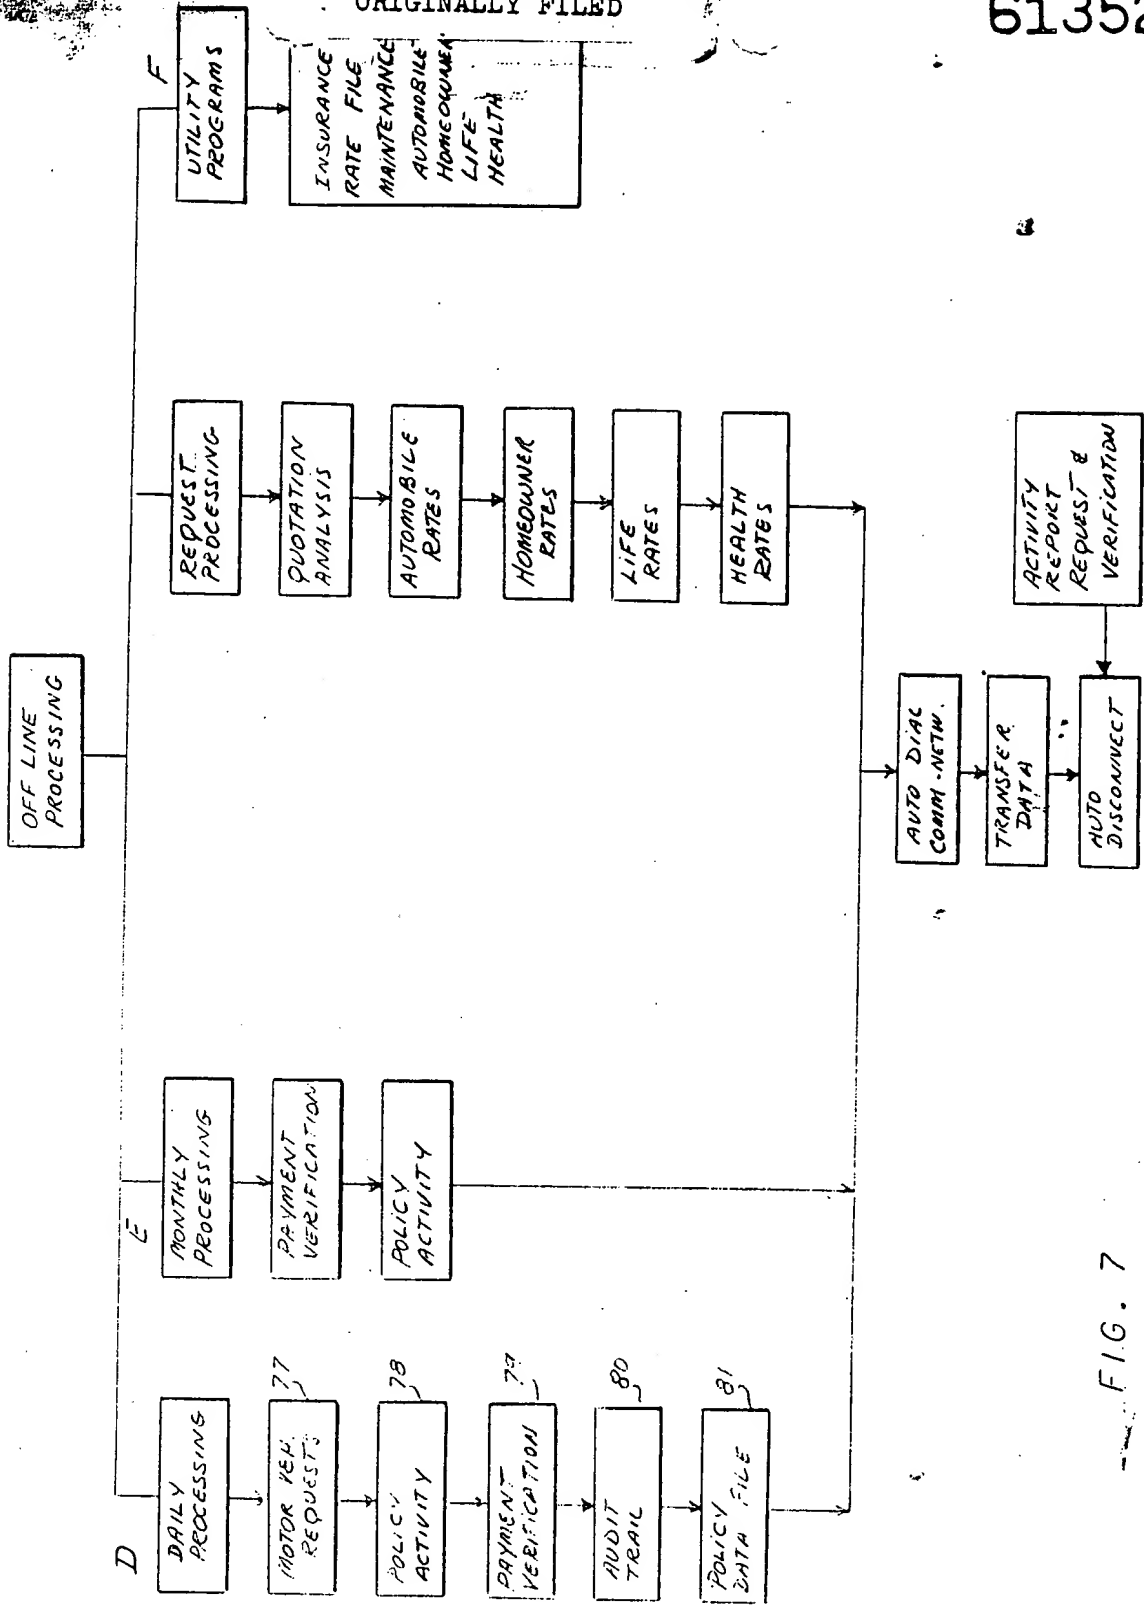 ORIGINALLY FILED
OFF LINE
PROCESSING
D
DAILY
PROCESSING
MOTOR VEH.
REQUESTS
77
POLICY
ACTIVITY
78
PAYMENT
VERIFICATION
79
AUDIT
TRAIL
80
POLICY
DATA FILE
81
E
MONTHLY
PROCESSING
PAYMENT
VERIFICATION
POLICY
ACTIVITY
REQUEST
PROCESSING
QUOTATION
ANALYSIS
AUTOMOBILE
RATES
HOMEOWNER
RATES
LIFE
RATES
HEALTH
RATES
F
UTILITY
PROGRAMS
INSURANCE
RATE FILE
MAINTENANCE
AUTOMOBILE
HOMEOWNER
LIFE
HEALTH
AUTO DIAL
COMM.NETW.
TRANSFER
DATA
AUTO
DISCONNECT
ACTIVITY
REPORT
REQUEST &
VERIFICATION
FIG. 7